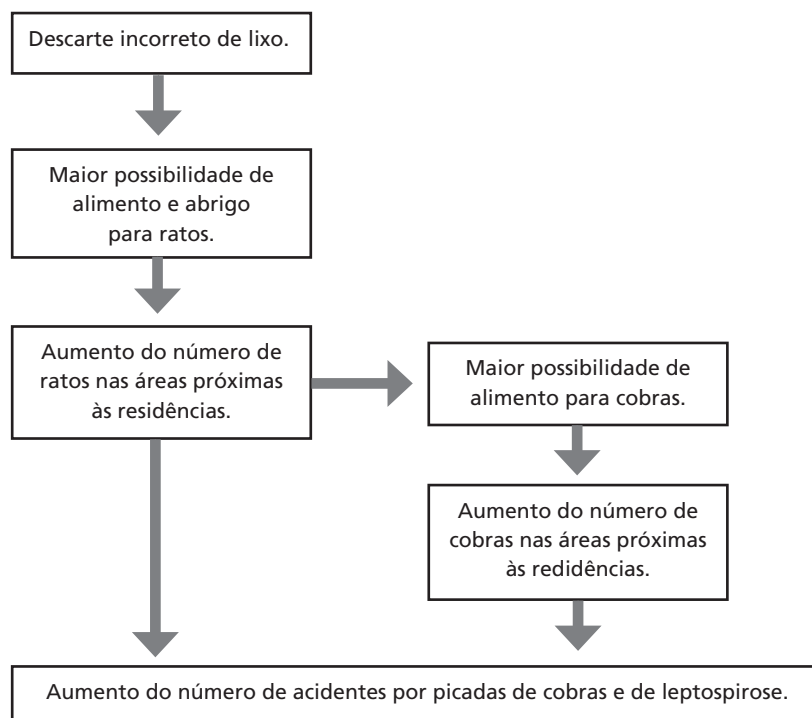 Descarte incorreto de lixo.
Maior possibilidade de
alimento e abrigo
para ratos.
Aumento do número de
ratos nas áreas próximas
às residências.
Maior possibilidade de
alimento para cobras.
Aumento do número de
cobras nas áreas próximas
às redidências.
Aumento do número de acidentes por picadas de cobras e de leptospirose.